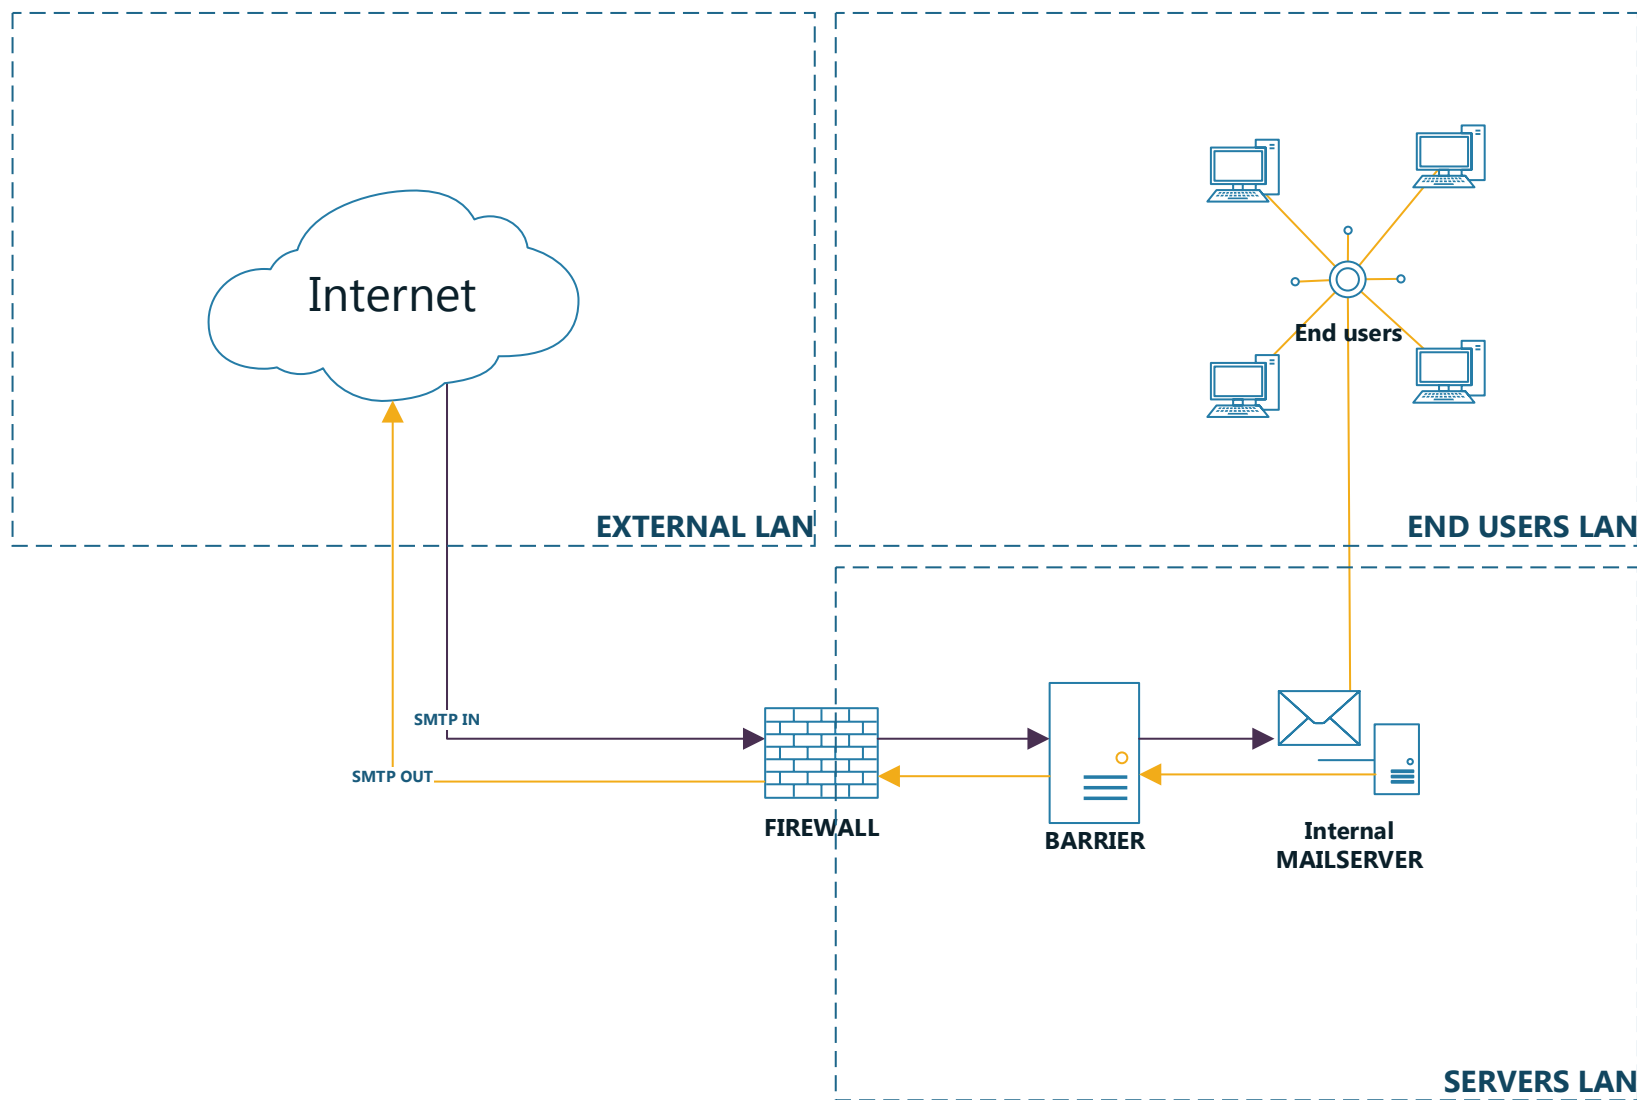 Internet
End users
EXTERNAL LAN
END USERS LAN
SMTP IN
SMTP OUT
FIREWALL
BARRIER
Internal
MAILSERVER
SERVERS LAN